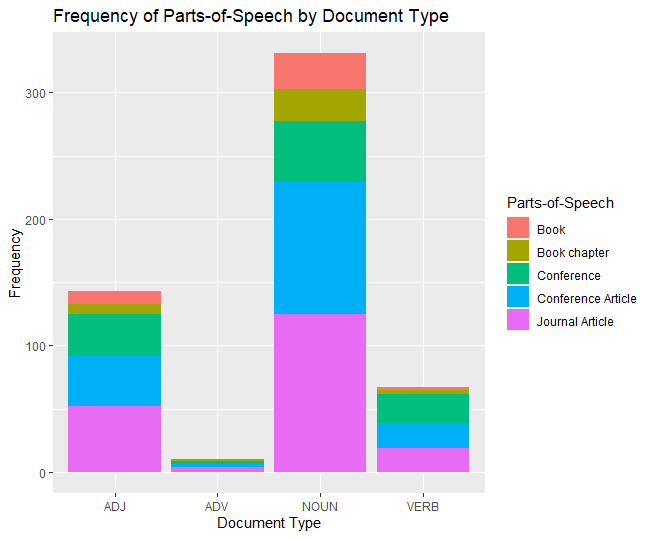 Frequency of Parts-of-Speech by Document Type
Frequency
300
200
100
0
ADJ ADV NOUN VERB
Document Type
Parts-of-Speech
Book
Book chapter
Conference
Conference Article
Journal Article